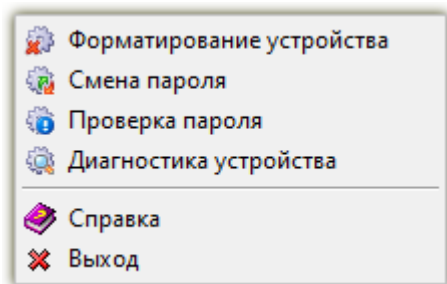 Форматирование устройства
Смена пароля
Проверка пароля
Диагностика устройства
Справка
Выход